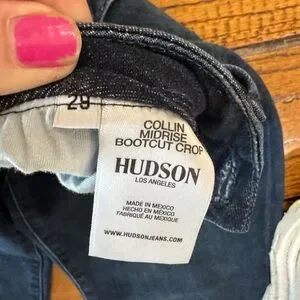 29
COLLIN
MIDRISE
BOOTCUT CROP
HUDSON
LOS ANGELES
MADE IN MEXICO
HECHO EN MÉXICO
FABRIQUÉ AU MEXIQUE
WWW.HUDSONJEANS.COM